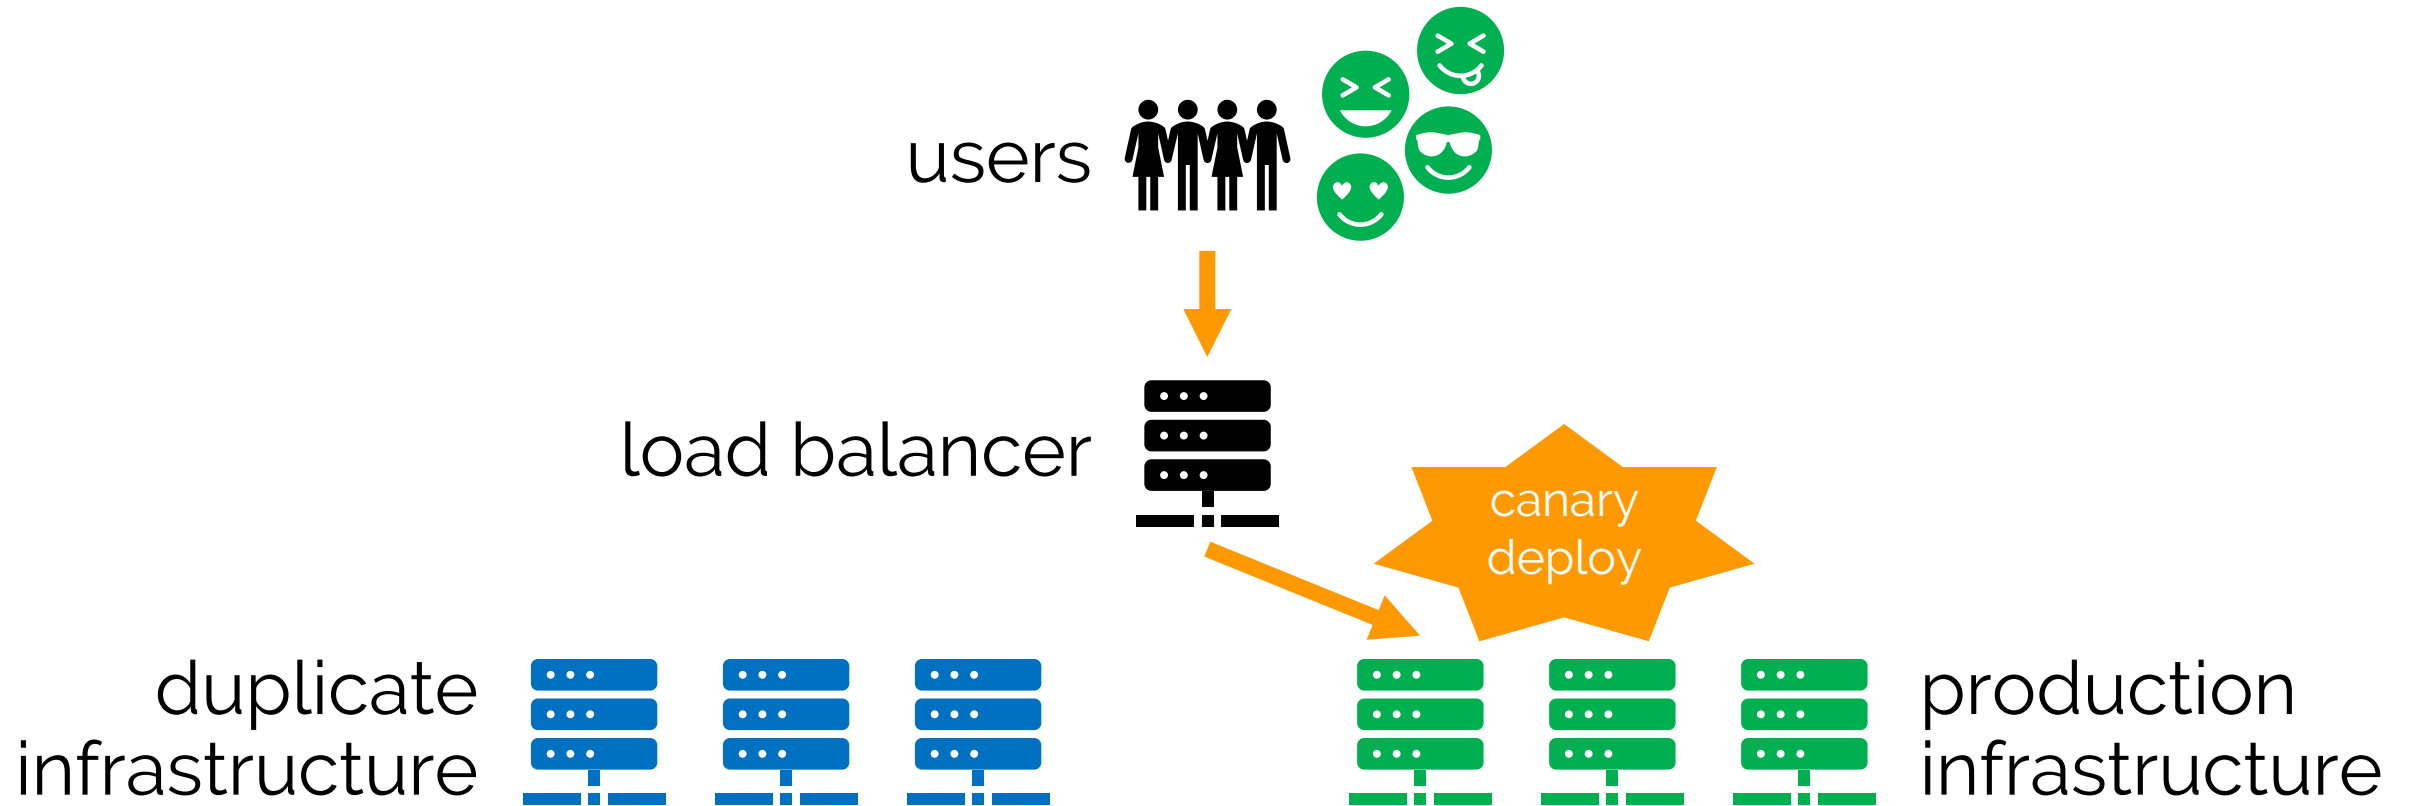 users
load balancer
canary
deploy
duplicate
infrastructure
production
infrastructure